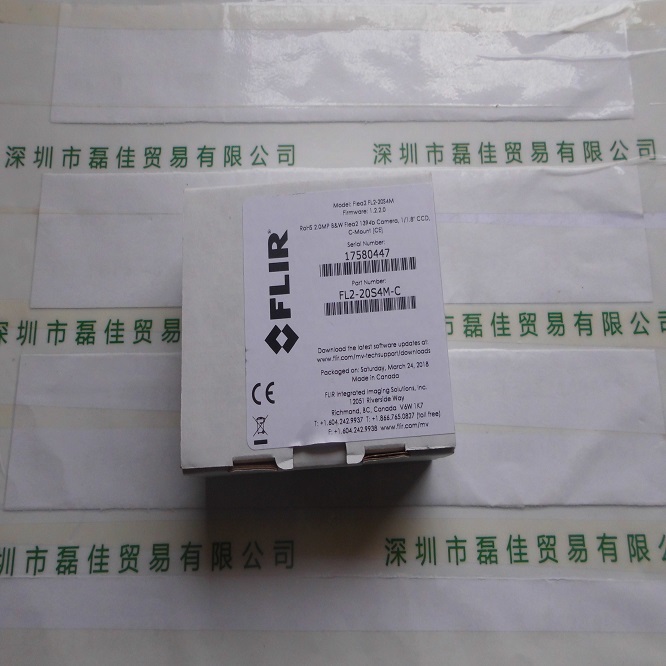 深圳市磊佳贸易有限公司
深圳市磊佳贸易有限公司
FLIR
Model: Flea2 FL2-20S4M
Firmware: 1.2.2.0
RoHS 2.0MP B&W Flea2 1394b Camera, 1/1.8" CCD,
C-Mount (CS)
Serial Number:
17580447
Part Number:
FL2-20S4M-C
Download the latest software updates at:
www.flir.com/mv-techsupport/downloads
Packaged on: Saturday, March 24, 2018
Made in Canada
FLIR Integrated Imaging Solutions, Inc.
12051 Riverside Way
Richmond, BC, Canada V6W 1K7
T: +1.604.242.9937 T: +1.866.765.0827 (toll free)
F: +1.604.242.9938 www.flir.com/mv
CE
深圳市磊佳贸易有限公司
深圳市磊佳贸易有限公司
圳市磊佳贸易有限公司
深圳市磊佳贸易有限公司